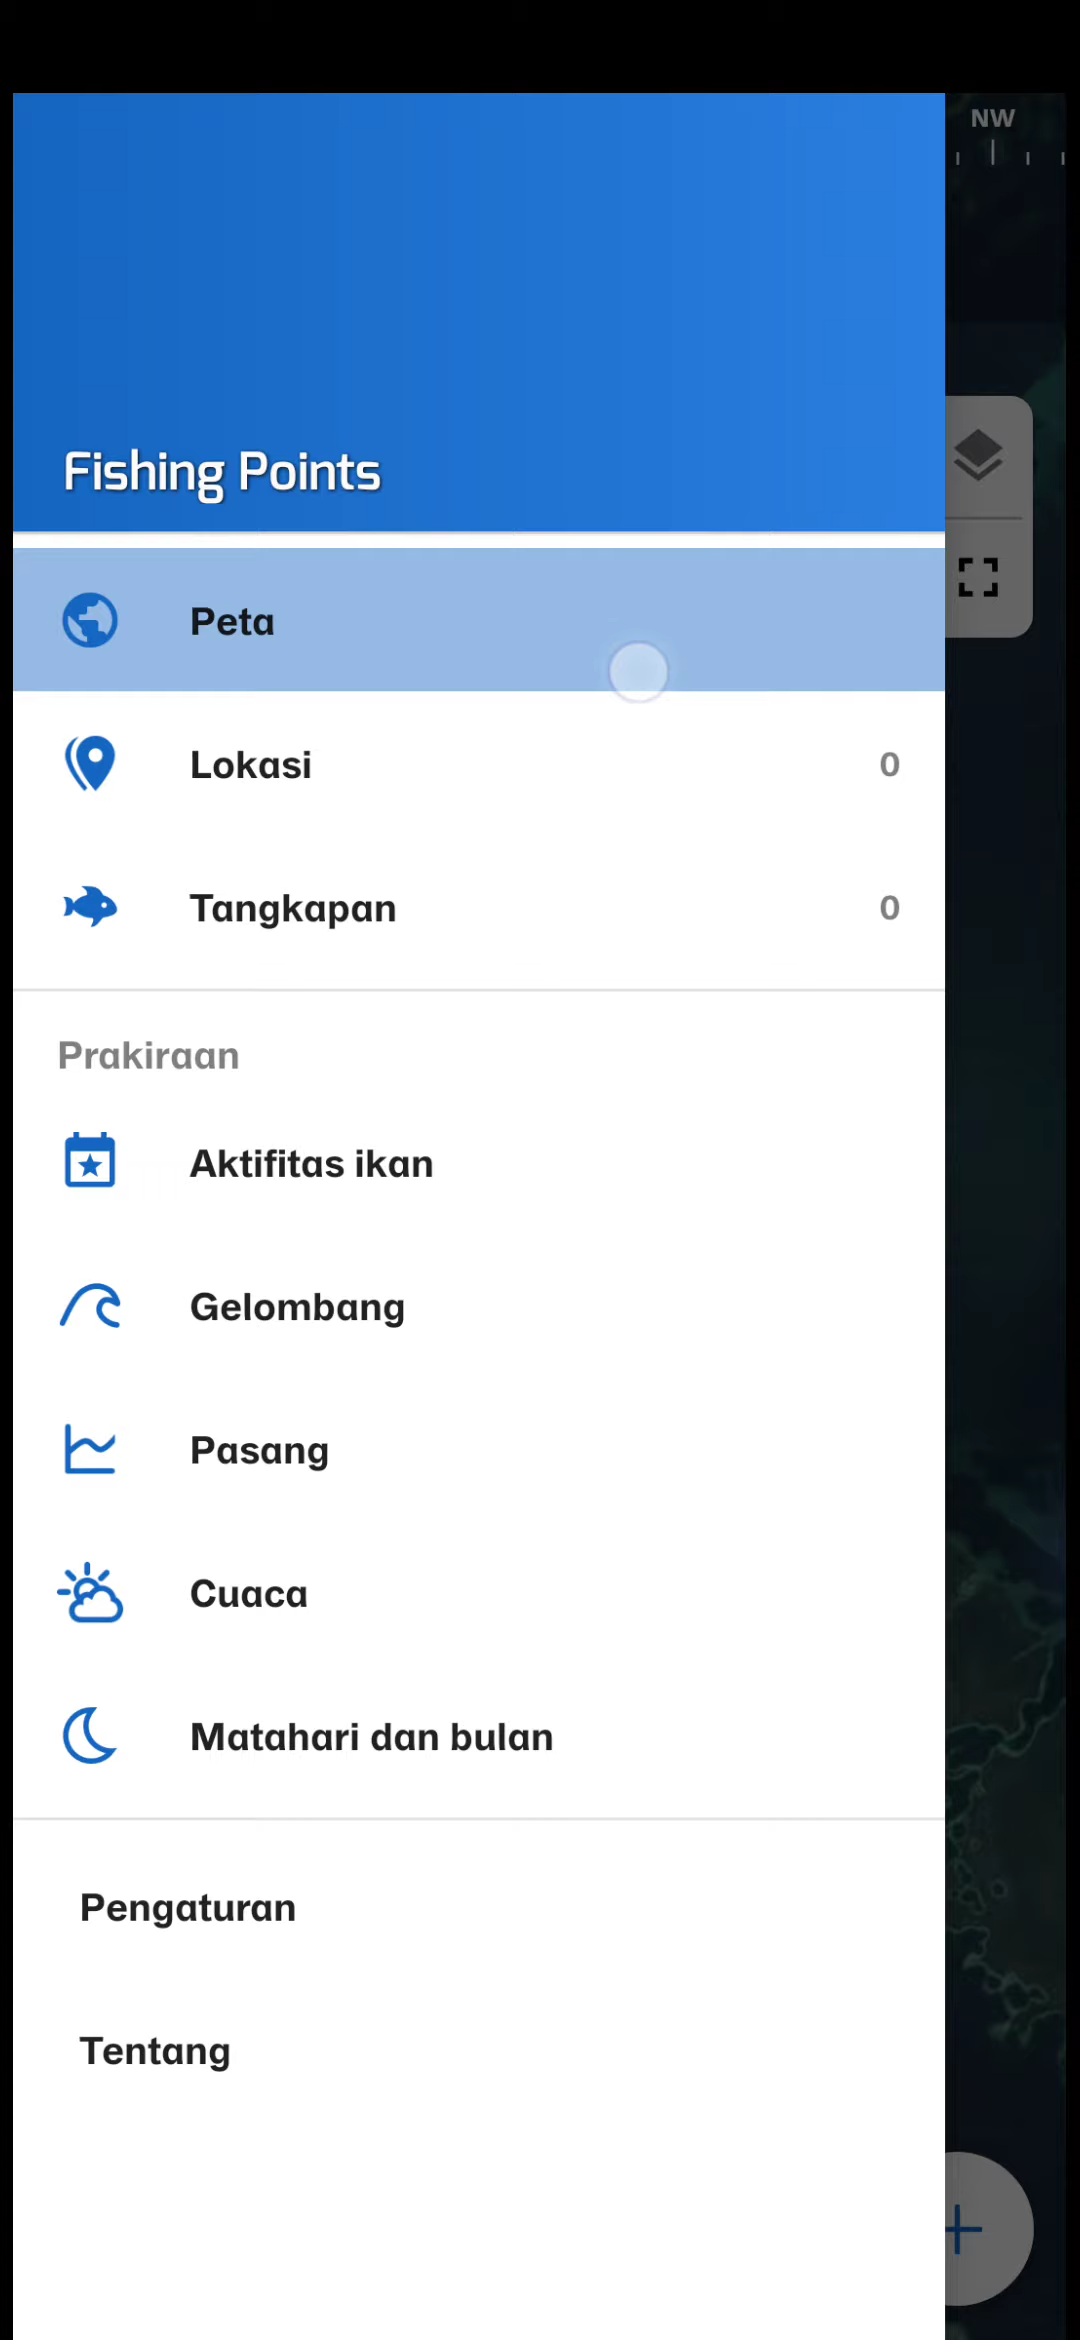 NW
Fishing Points
Peta
Lokasi 0
Tangkapan 0
Prakiraan
Aktifitas ikan
Gelombang
Pasang
Cuaca
Matahari dan bulan
Pengaturan
Tentang